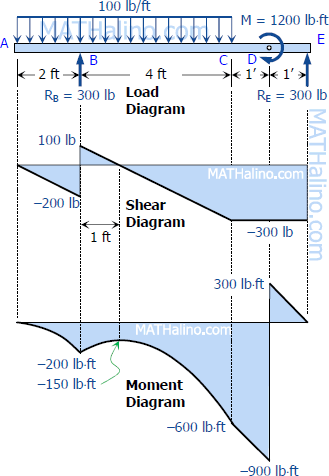 100 lb/ft
M = 1200 lb·ft
MATHalino.com
A
B
C
D
E
2 ft
4 ft
1'
1'
R_B = 300 lb
Load
Diagram
R_E = 300 lb
100 lb
MATHalino.com
−200 lb
Shear
Diagram
−300 lb
1 ft
300 lb·ft
MATHalino.com
−200 lb·ft
−150 lb·ft
Moment
Diagram
−600 lb·ft
−900 lb·ft
MATHalino.com